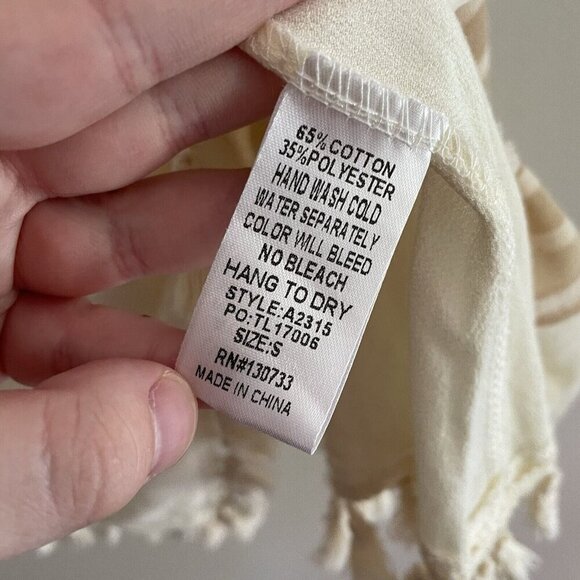 65% COTTON
35%POLYESTER
HAND WASH COLD
WATER SEPARATELY
COLOR WILL BLEED
NO BLEACH
HANG TO DRY
STYLE:A2315
PO:TL17006
SIZE:S
RN#130733
MADE IN CHINA